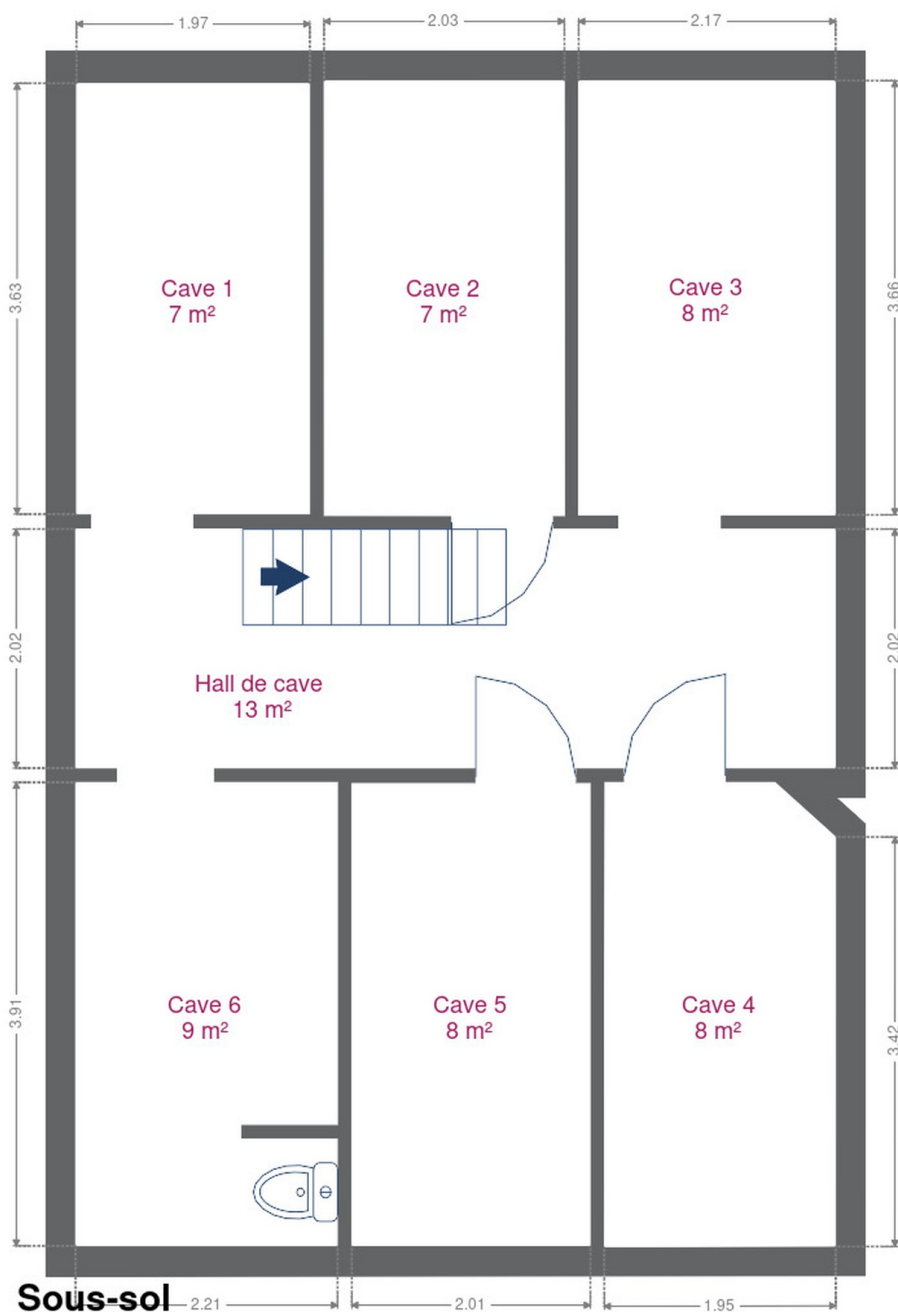 1.97
2.03
2.17
3.63
3.66
Cave 1
7 m²
Cave 2
7 m²
Cave 3
8 m²
2.02
2.02
Hall de cave
13 m²
3.91
3.42
Cave 6
9 m²
Cave 5
8 m²
Cave 4
8 m²
Sous-sol
2.21
2.01
1.95